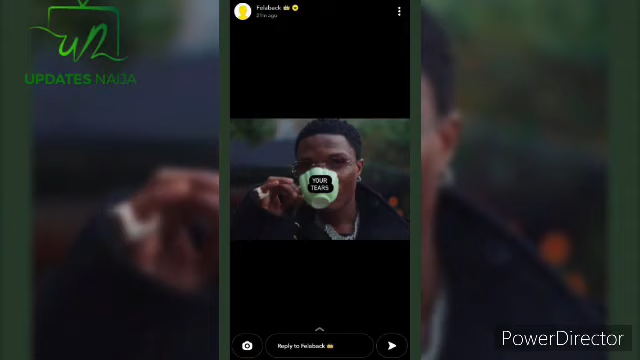 UPDATES NAIJA
Felaback
21m ago
YOUR
TEARS
Reply to Felaback
PowerDirector